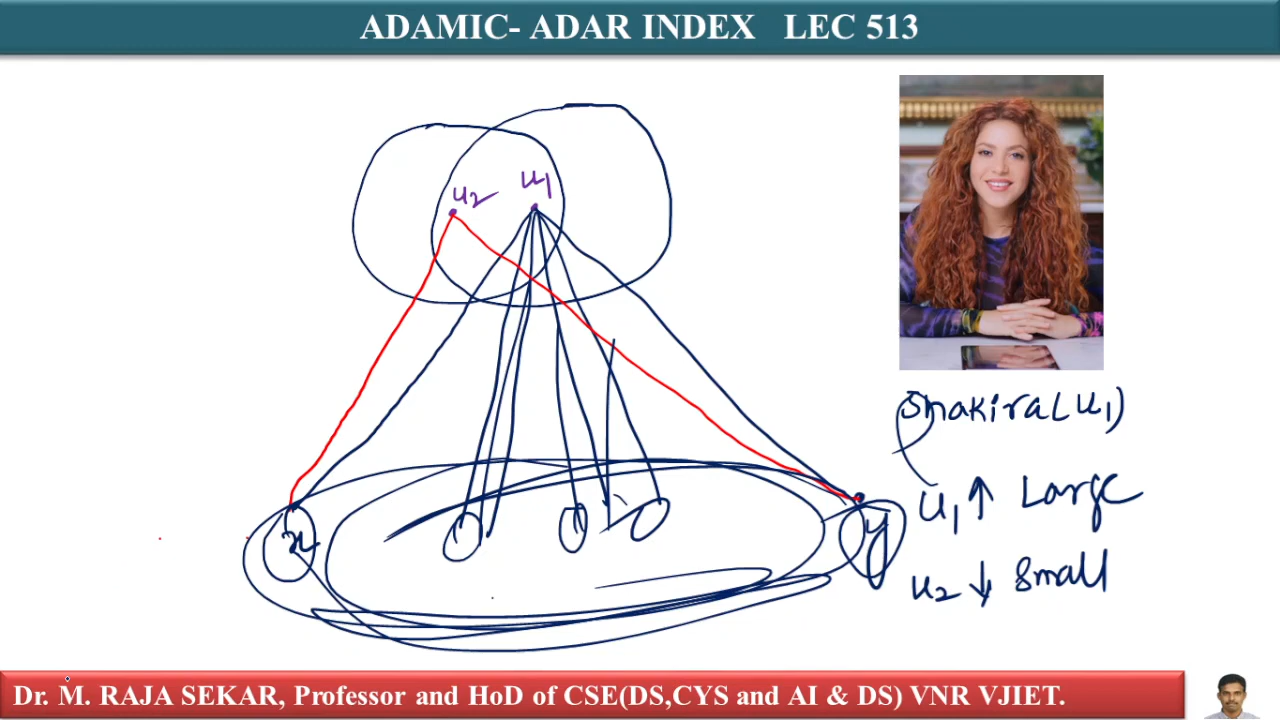 ADAMIC- ADAR INDEX LEC 513
u2
u1
Shakira(u1)
u1↑ Large
u2↓ Small
x
y
Dr. M. RAJA SEKAR, Professor and HoD of CSE(DS,CYS and AI & DS) VNR VJIET.